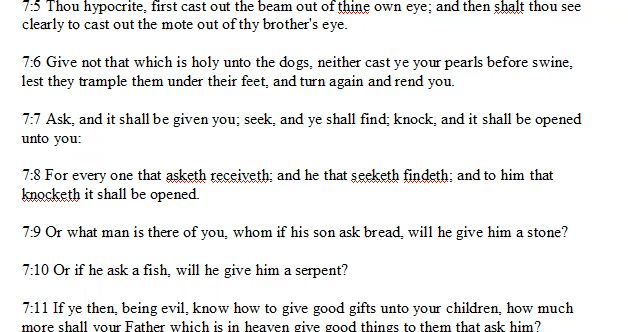 7:5 Thou hypocrite, first cast out the beam out of thine own eye; and then shalt thou see
clearly to cast out the mote out of thy brother's eye.
7:6 Give not that which is holy unto the dogs, neither cast ye your pearls before swine,
lest they trample them under their feet, and turn again and rend you.
7:7 Ask, and it shall be given you; seek, and ye shall find; knock, and it shall be opened
unto you:
7:8 For every one that asketh receiveth; and he that seeketh findeth; and to him that
knocketh it shall be opened.
7:9 Or what man is there of you, whom if his son ask bread, will he give him a stone?
7:10 Or if he ask a fish, will he give him a serpent?
7:11 If ye then, being evil, know how to give good gifts unto your children, how much
more shall your Father which is in heaven give good things to them that ask him?